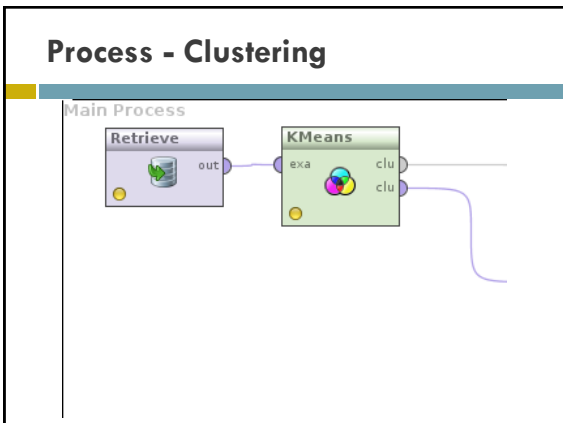 Process - Clustering
Main Process
Retrieve
out
KMeans
exa
clu
clu